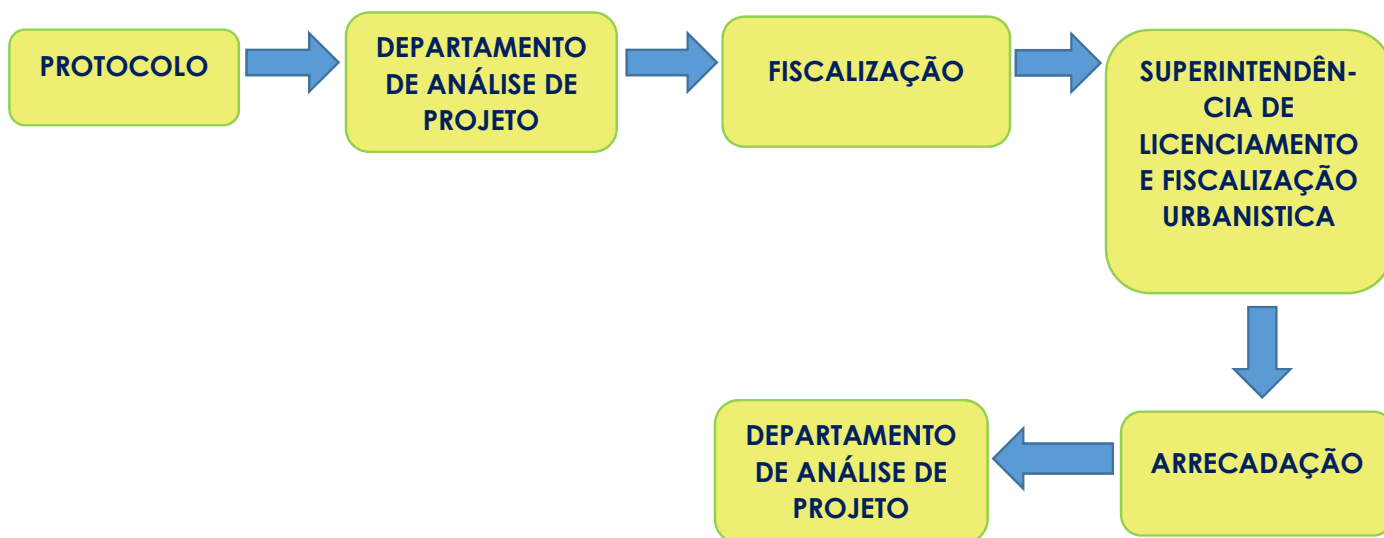 PROTOCOLO
DEPARTAMENTO
DE ANÁLISE DE
PROJETO
FISCALIZAÇÃO
SUPERINTENDÊN-
CIA DE
LICENCIAMENTO
E FISCALIZAÇÃO
URBANISTICA
ARRECADAÇÃO
DEPARTAMENTO
DE ANÁLISE DE
PROJETO